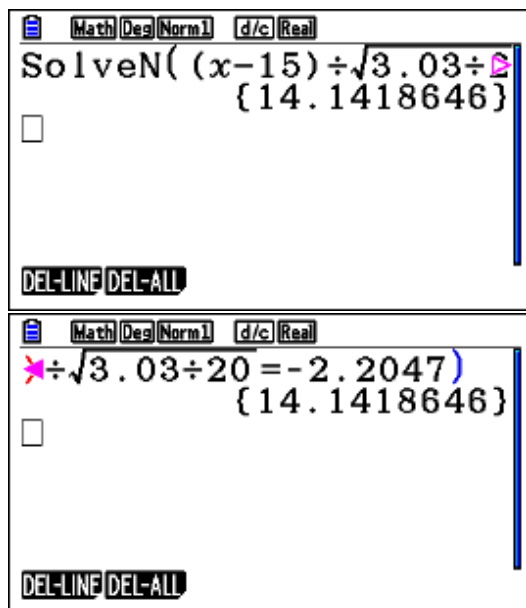 Math Deg Norm1 d/c Real
SolveN((x-15)÷√3.03÷2
{14.1418646}
DEL-LINE DEL-ALL
Math Deg Norm1 d/c Real
÷√3.03÷20=-2.2047)
{14.1418646}
DEL-LINE DEL-ALL